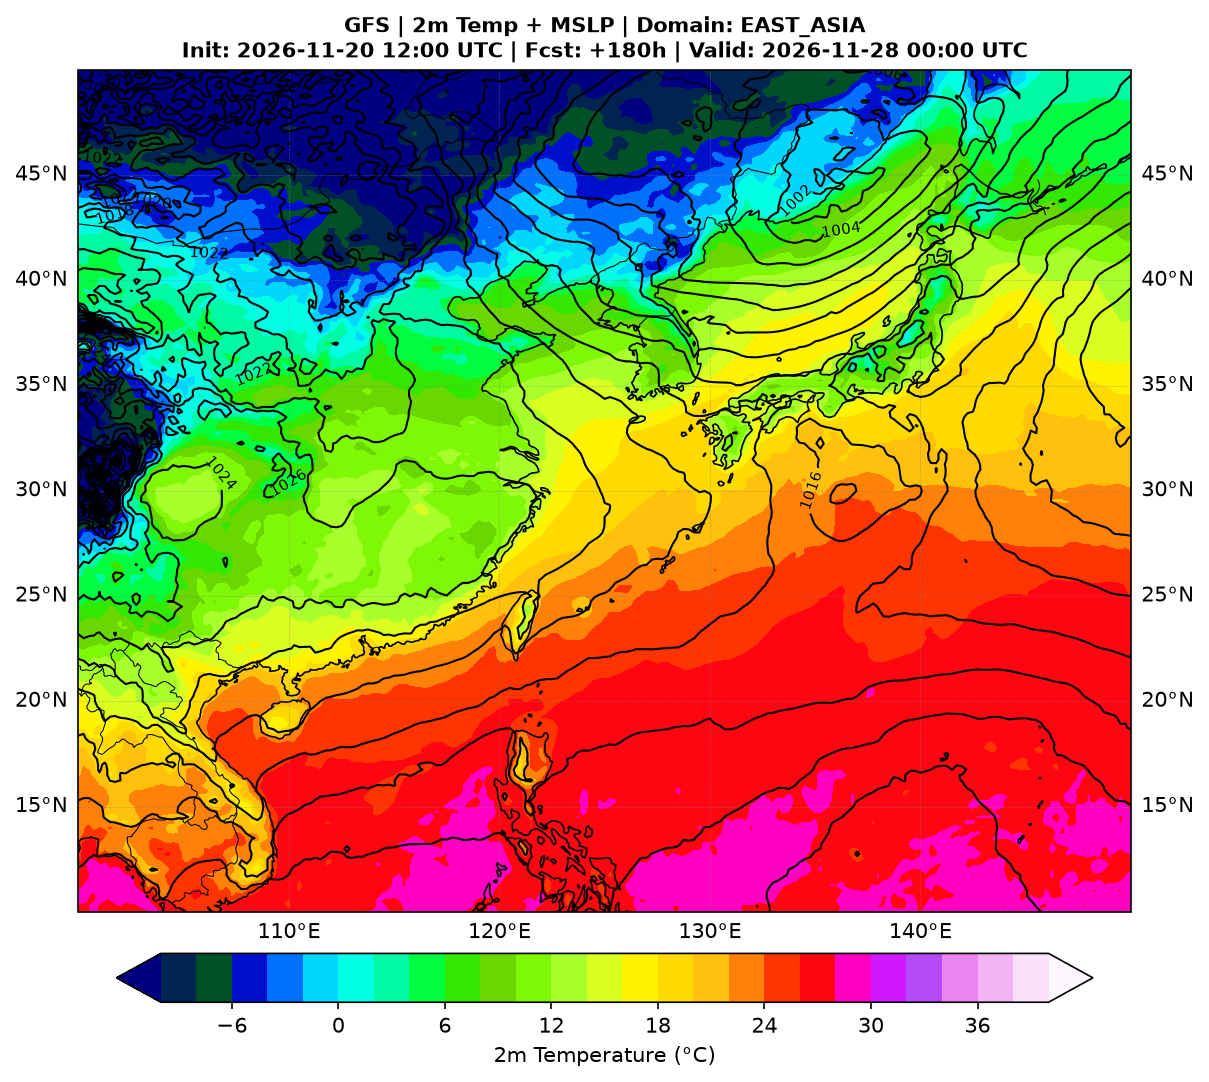 GFS | 2m Temp + MSLP | Domain: EAST_ASIA
Init: 2026-11-20 12:00 UTC | Fcst: +180h | Valid: 2026-11-28 00:00 UTC
1022
1020
1018
1022
1002
1004
1022
1024
1026
1016
45°N 45°N
40°N 40°N
35°N 35°N
30°N 30°N
25°N 25°N
20°N 20°N
15°N 15°N
110°E 120°E 130°E 140°E
−6 0 6 12 18 24 30 36
2m Temperature (°C)